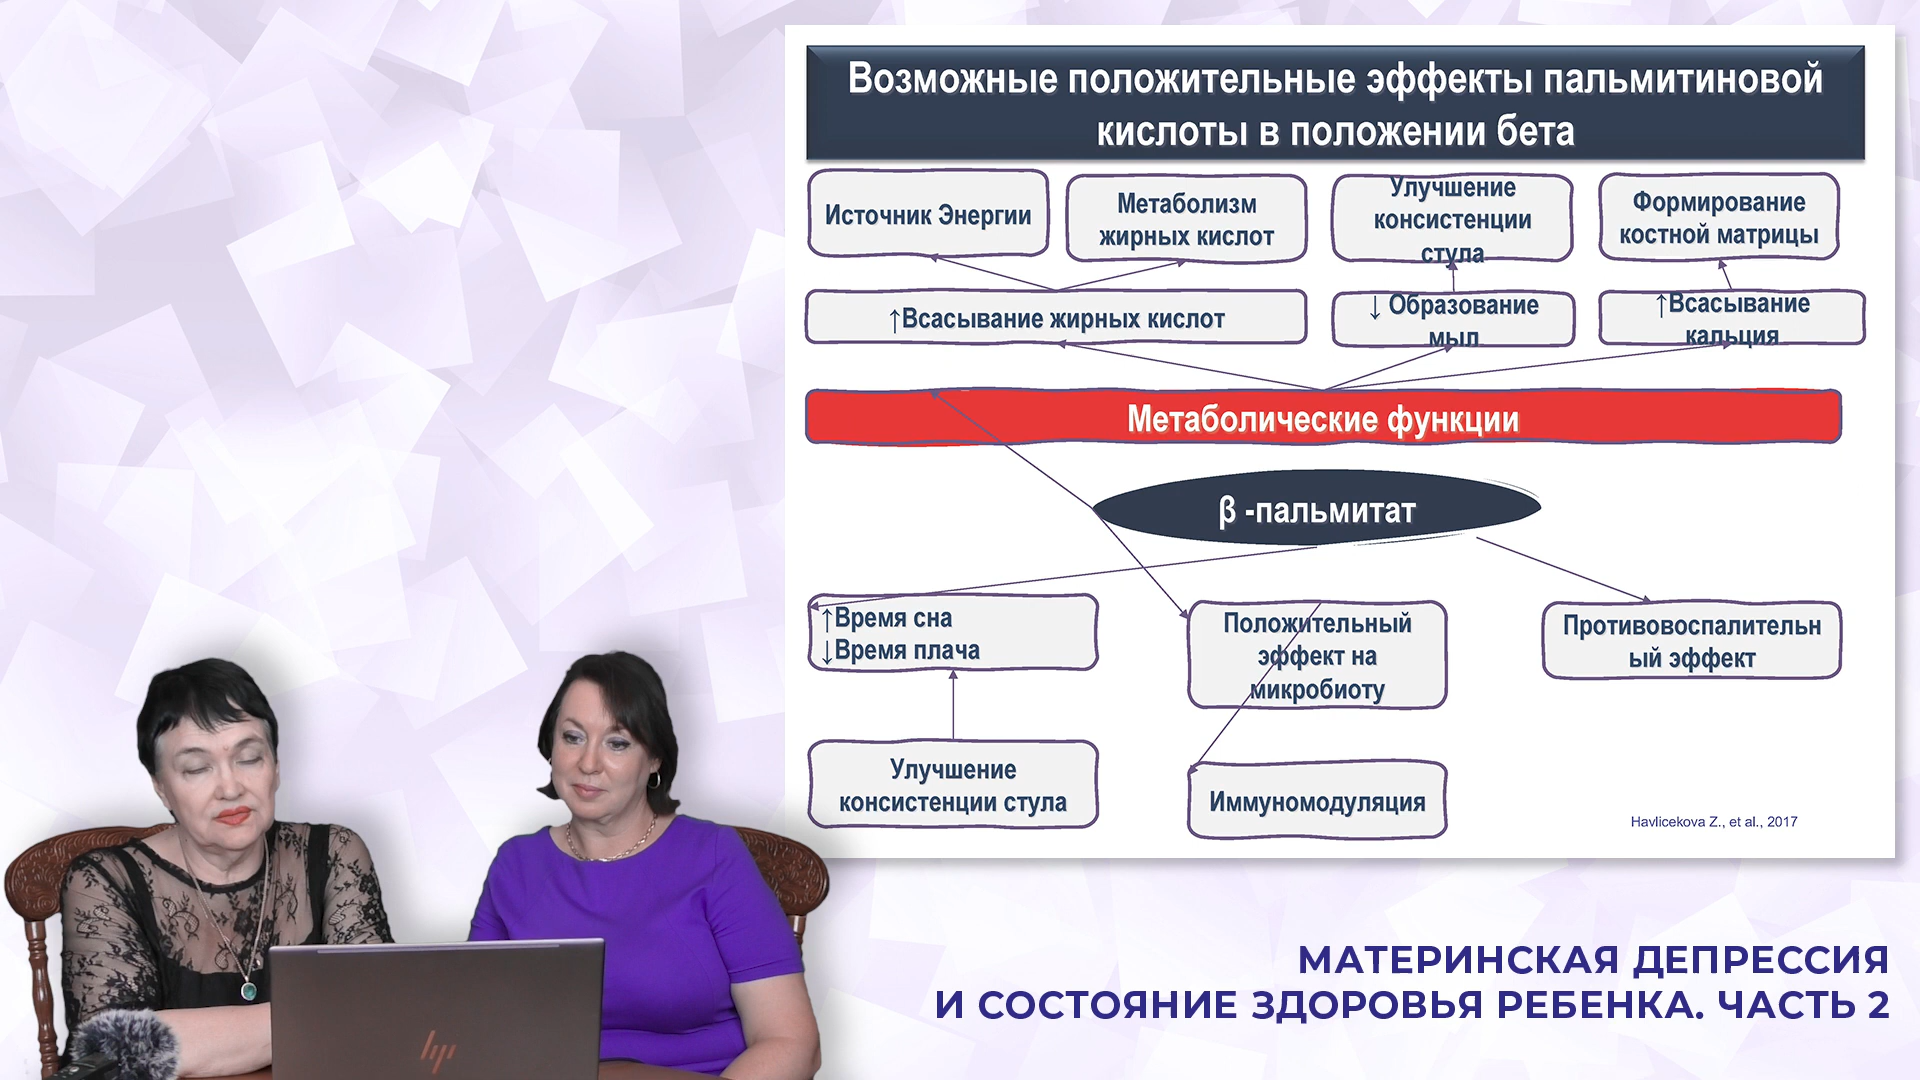 Возможные положительные эффекты пальмитиновой
кислоты в положении бета
Источник Энергии
Метаболизм
жирных кислот
Улучшение
консистенции
стула
Формирование
костной матрицы
↑Всасывание жирных кислот
↓ Образование
мыл
↑Всасывание
кальция
Метаболические функции
β -пальмитат
↑Время сна
↓Время плача
Положительный
эффект на
микробиоту
Противовоспалительн
ый эффект
Улучшение
консистенции стула
Иммуномодуляция
Havlicekova Z., et al., 2017
hp
МАТЕРИНСКАЯ ДЕПРЕССИЯ
И СОСТОЯНИЕ ЗДОРОВЬЯ РЕБЕНКА. ЧАСТЬ 2